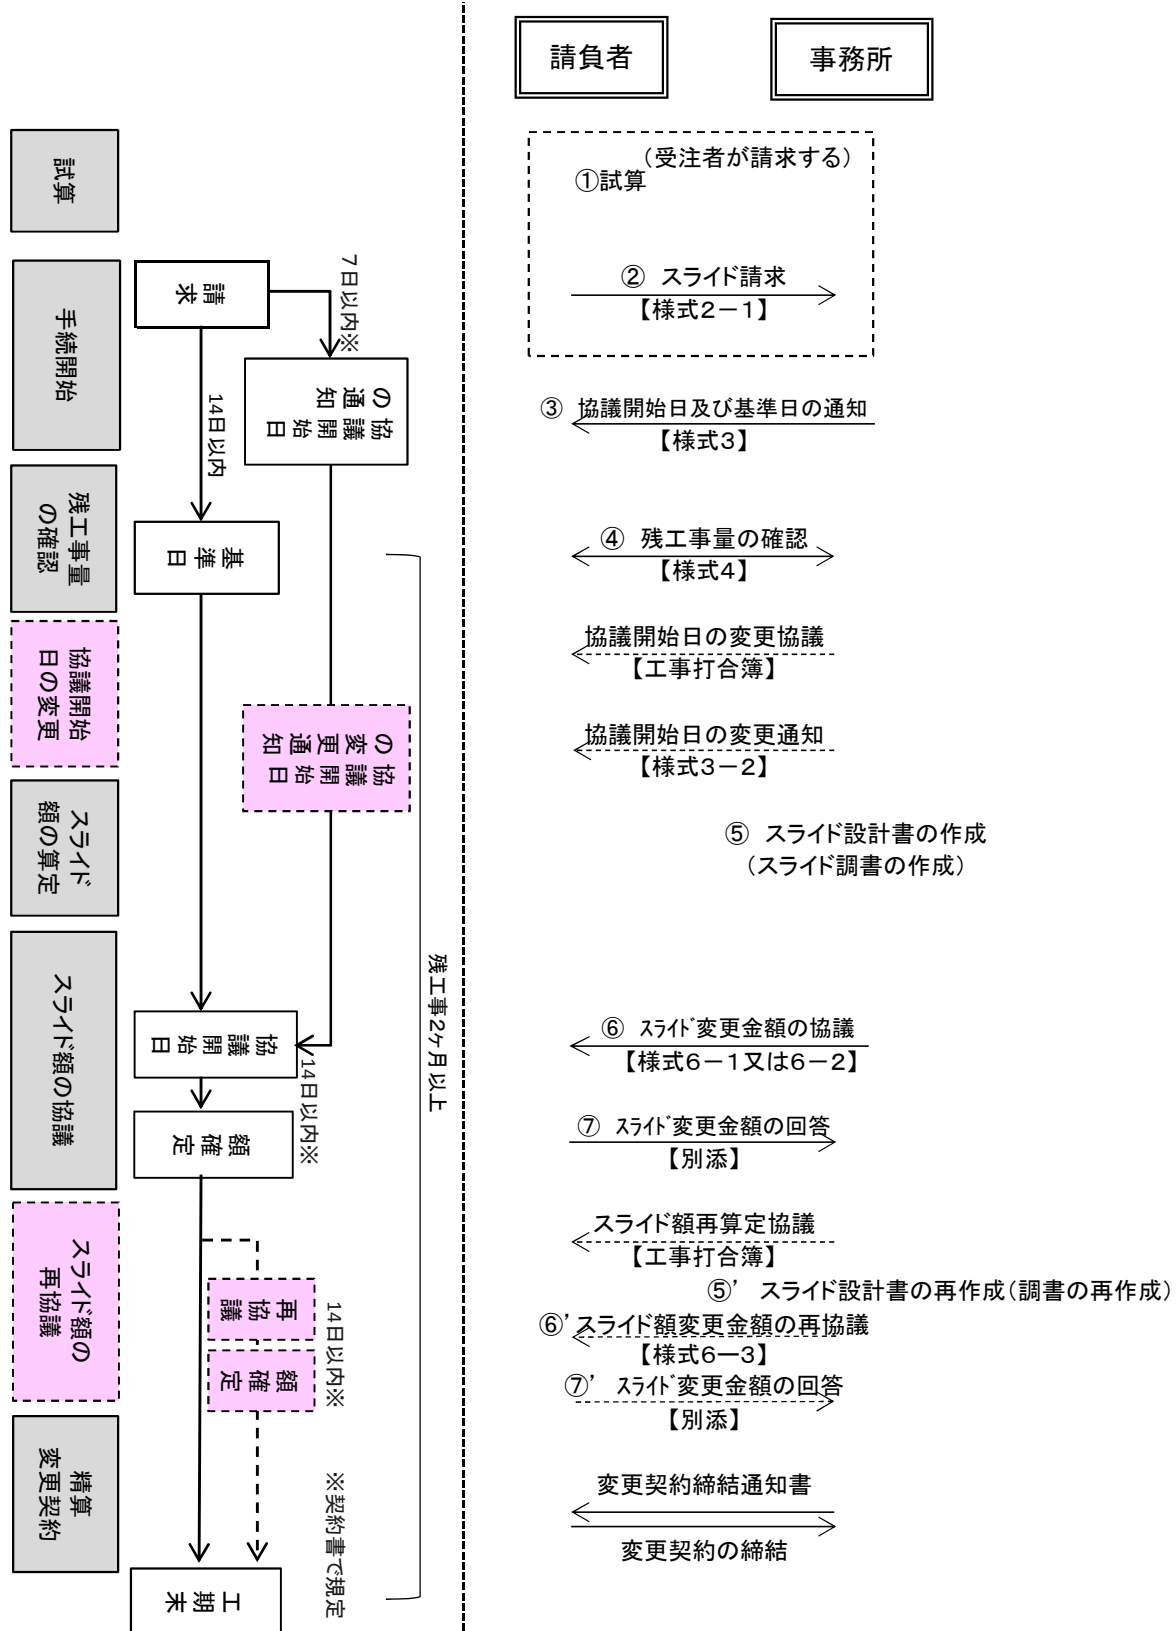 請負者
事務所
(受注者が請求する)
①試算
② スライド請求
【様式2-1】
③ 協議開始日及び基準日の通知
【様式3】
④ 残工事量の確認
【様式4】
協議開始日の変更協議
【工事打合簿】
協議開始日の変更通知
【様式3-2】
⑤ スライド設計書の作成
(スライド調書の作成)
⑥ スライド変更金額の協議
【様式6-1又は6-2】
⑦ スライド変更金額の回答
【別添】
スライド額再算定協議
【工事打合簿】
⑤’ スライド設計書の再作成(調書の再作成)
⑥’スライド額変更金額の再協議
【様式6ー3】
⑦’ スライド変更金額の回答
【別添】
変更契約締結通知書
変更契約の締結
試算
手続開始
残工事量
の確認
協議開始
日の変更
スライド
額の算定
スライド額の協議
スライド額の
再協議
精算
変更契約
請求
7日以内※
協議開始日
の通知
14日以内
基準日
協議開始日
の変更通知
協議開始日
14日以内※
額確定
再協議
額確定
14日以内※
工期末
残工事2ヶ月以上
※契約書で規定